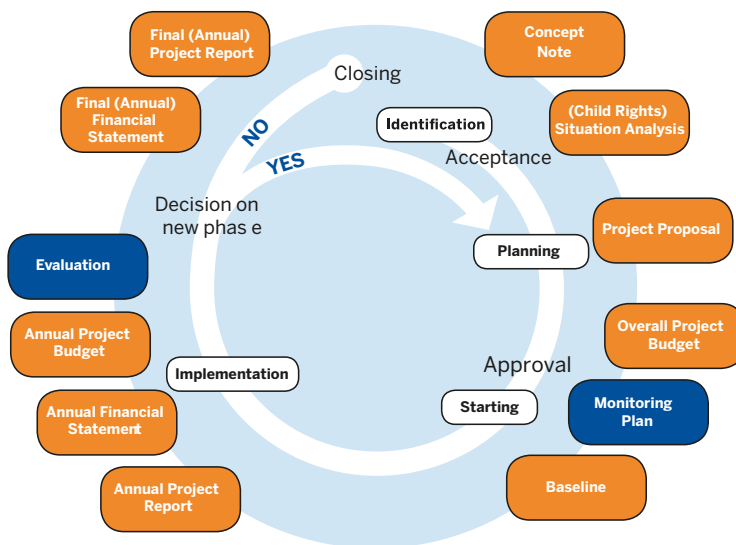 Final (Annual)
Project Report
Concept
Note
Closing
Final (Annual)
Financial
Statement
NO
Identification
(Child Rights)
Situation Analysis
YES
Acceptance
Decision on
new phas e
Planning
Project Proposal
Evaluation
Annual Project
Budget
Overall Project
Budget
Implementation
Approval
Starting
Monitoring
Plan
Annual Financial
Statement
Annual Project
Report
Baseline